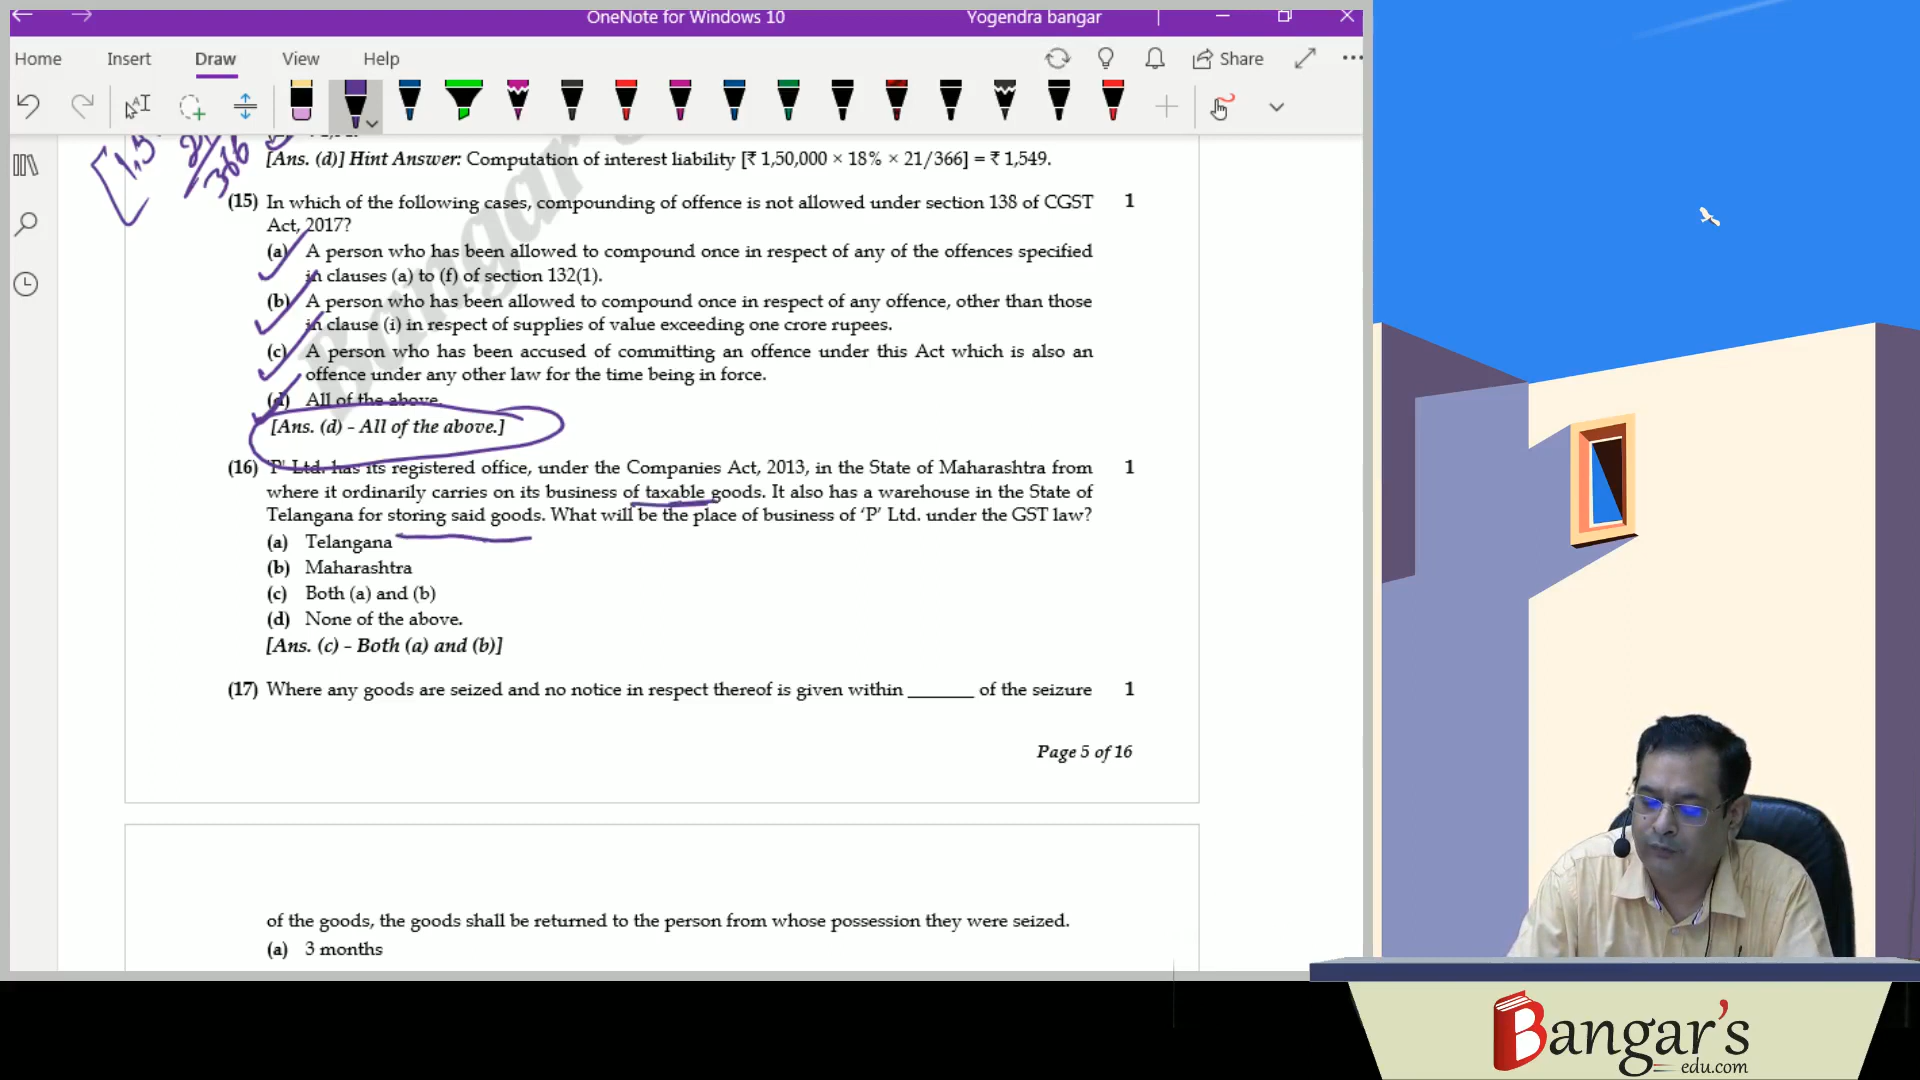 OneNote for Windows 10
Yogendra bangar
Home Insert Draw View Help
Share
[Ans. (d)] Hint Answer: Computation of interest liability [₹ 1,50,000 × 18% × 21/366] = ₹ 1,549.
(15) In which of the following cases, compounding of offence is not allowed under section 138 of CGST 1
Act, 2017?
(a) A person who has been allowed to compound once in respect of any of the offences specified
in clauses (a) to (f) of section 132(1).
(b) A person who has been allowed to compound once in respect of any offence, other than those
in clause (i) in respect of supplies of value exceeding one crore rupees.
(c) A person who has been accused of committing an offence under this Act which is also an
offence under any other law for the time being in force.
(d) All of the above.
[Ans. (d) – All of the above.]
(16) 'P' Ltd. has its registered office, under the Companies Act, 2013, in the State of Maharashtra from 1
where it ordinarily carries on its business of taxable goods. It also has a warehouse in the State of
Telangana for storing said goods. What will be the place of business of ‘P’ Ltd. under the GST law?
(a) Telangana
(b) Maharashtra
(c) Both (a) and (b)
(d) None of the above.
[Ans. (c) – Both (a) and (b)]
(17) Where any goods are seized and no notice in respect thereof is given within _______ of the seizure 1
Page 5 of 16
of the goods, the goods shall be returned to the person from whose possession they were seized.
(a) 3 months
Bangar's
edu.com